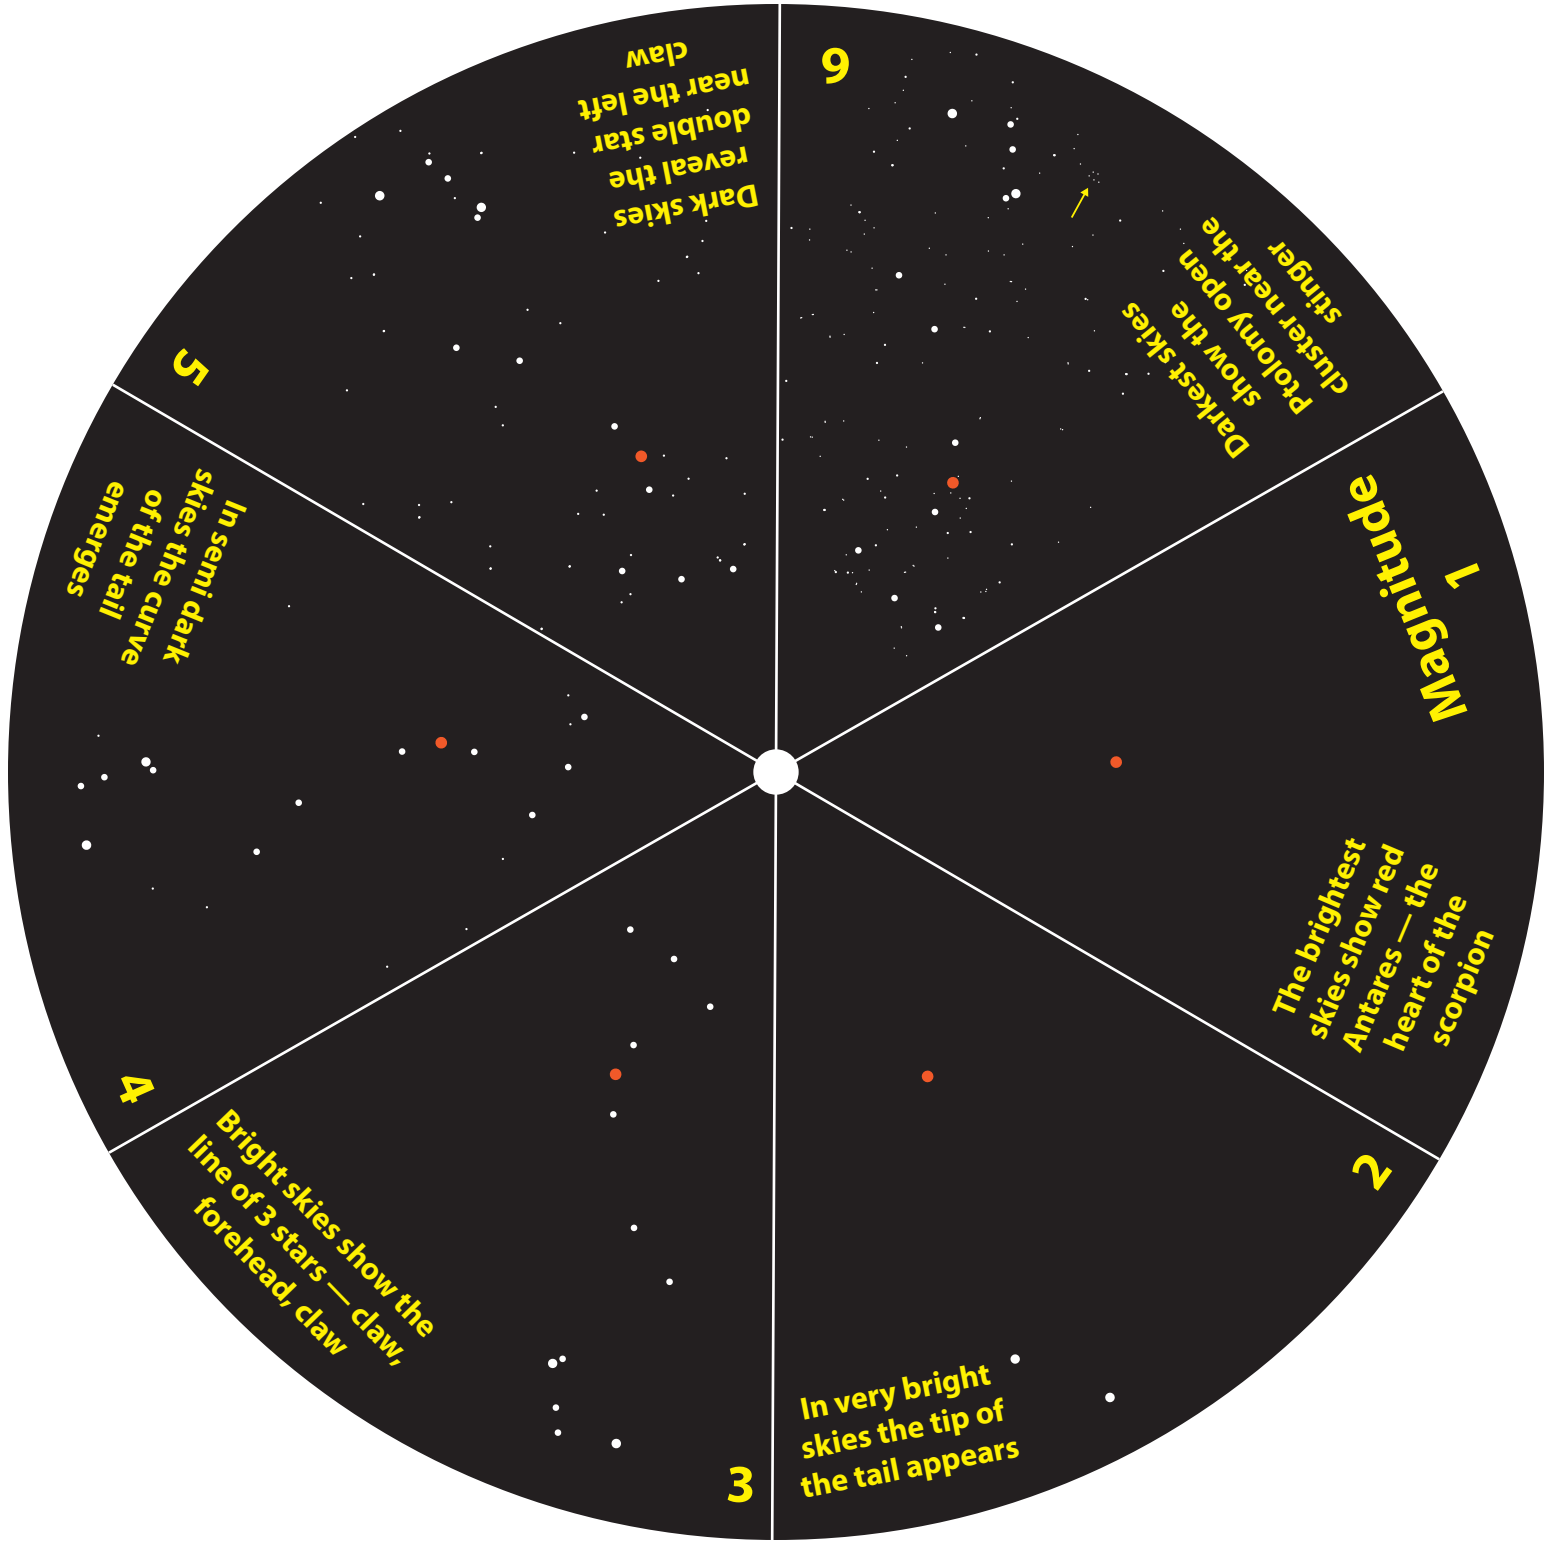 Magnitude
1
The brightest
skies show red
Antares — the
heart of the
scorpion
2
In very bright
skies the tip of
the tail appears
3
Bright skies show the
line of 3 stars — claw,
forehead, claw
4
In semi dark
skies the curve
of the tail
emerges
5
Dark skies
reveal the
double star
near the left
claw
6
Darkest skies
show the
Ptolomy open
cluster near the
stinger